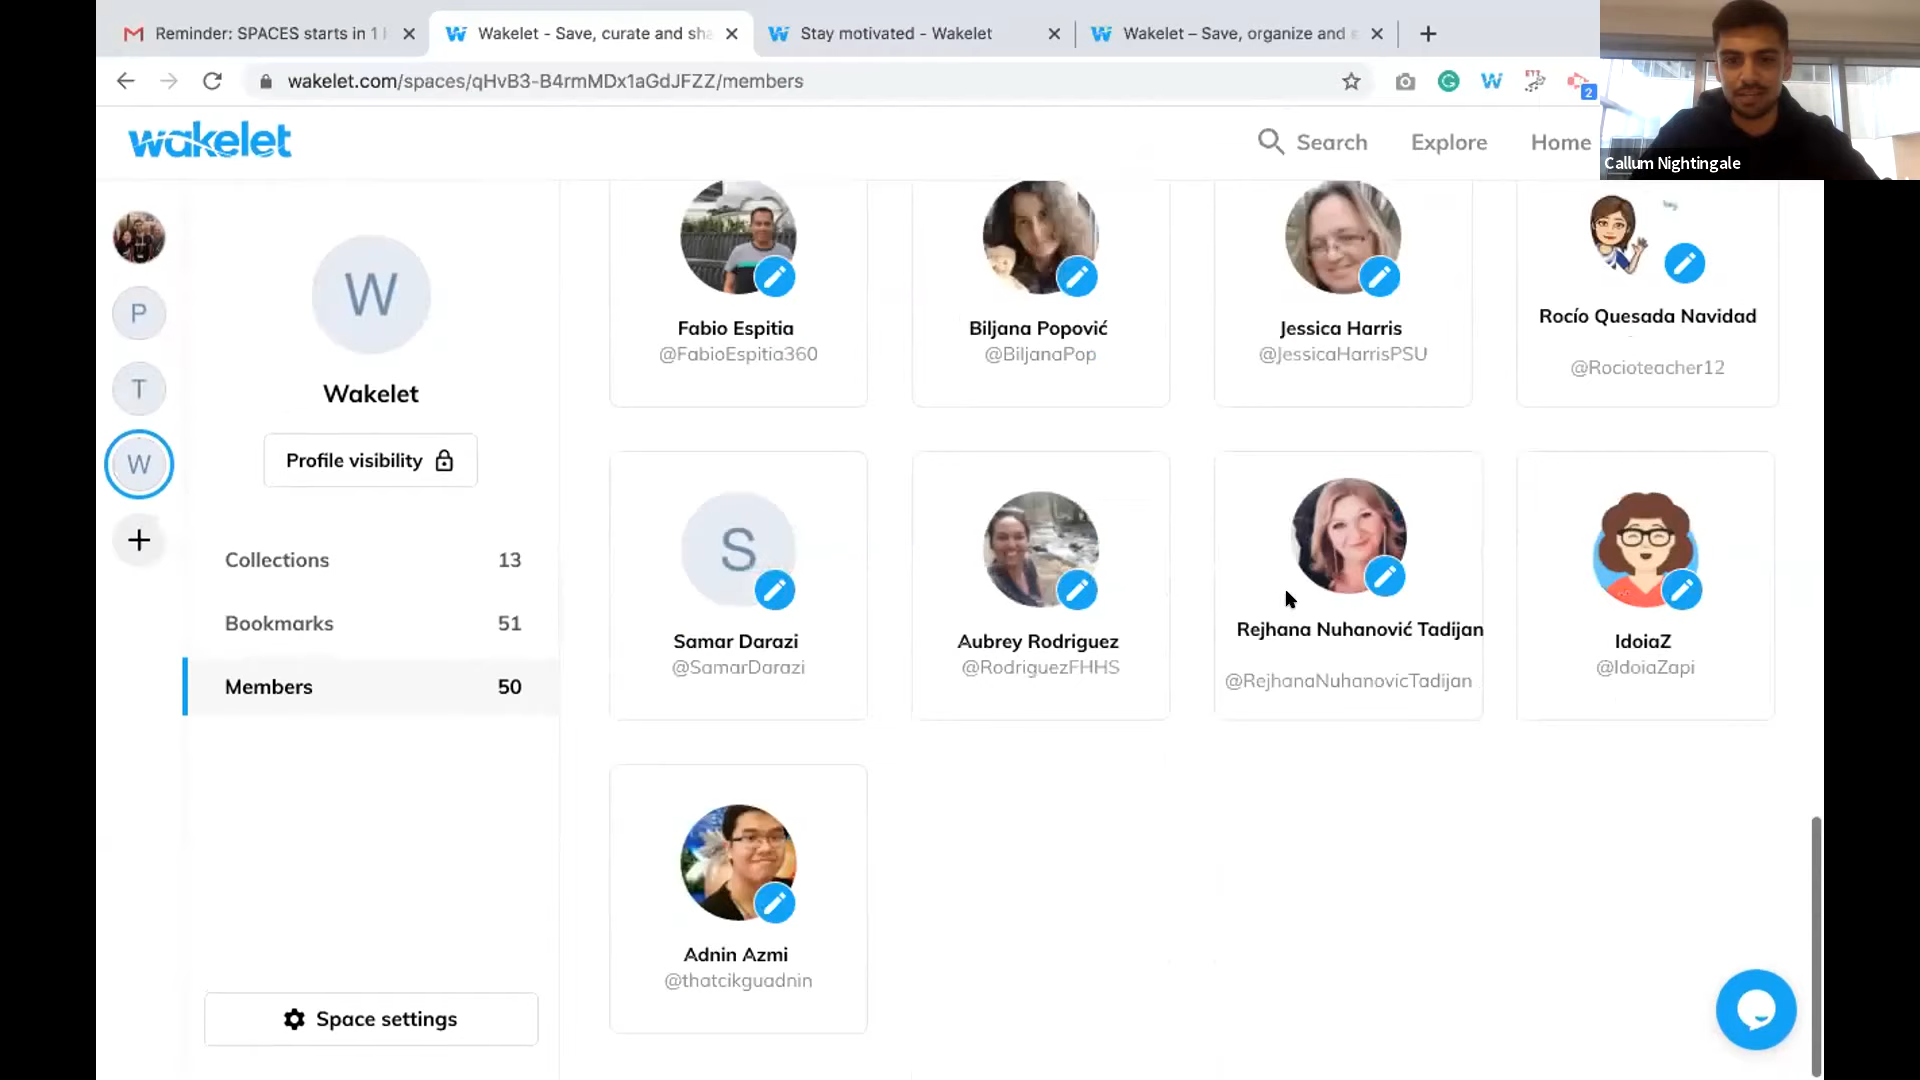 Reminder: SPACES starts in 1
Wakelet - Save, curate and sha
Stay motivated - Wakelet
Wakelet – Save, organize and s
wakelet.com/spaces/qHvB3-B4rmMDx1aGdJFZZ/members
2
Callum Nightingale
wakelet
Search
Explore
Home
P
T
W
W
Wakelet
Profile visibility
Collections 13
Bookmarks 51
Members 50
Space settings
Fabio Espitia
@FabioEspitia360
Biljana Popović
@BiljanaPop
Jessica Harris
@JessicaHarrisPSU
Rocío Quesada Navidad
@Rocioteacher12
S
Samar Darazi
@SamarDarazi
Aubrey Rodriguez
@RodriguezFHHS
Rejhana Nuhanović Tadijan
@RejhanaNuhanovicTadijan
IdoiaZ
@IdoiaZapi
Adnin Azmi
@thatcikguadnin